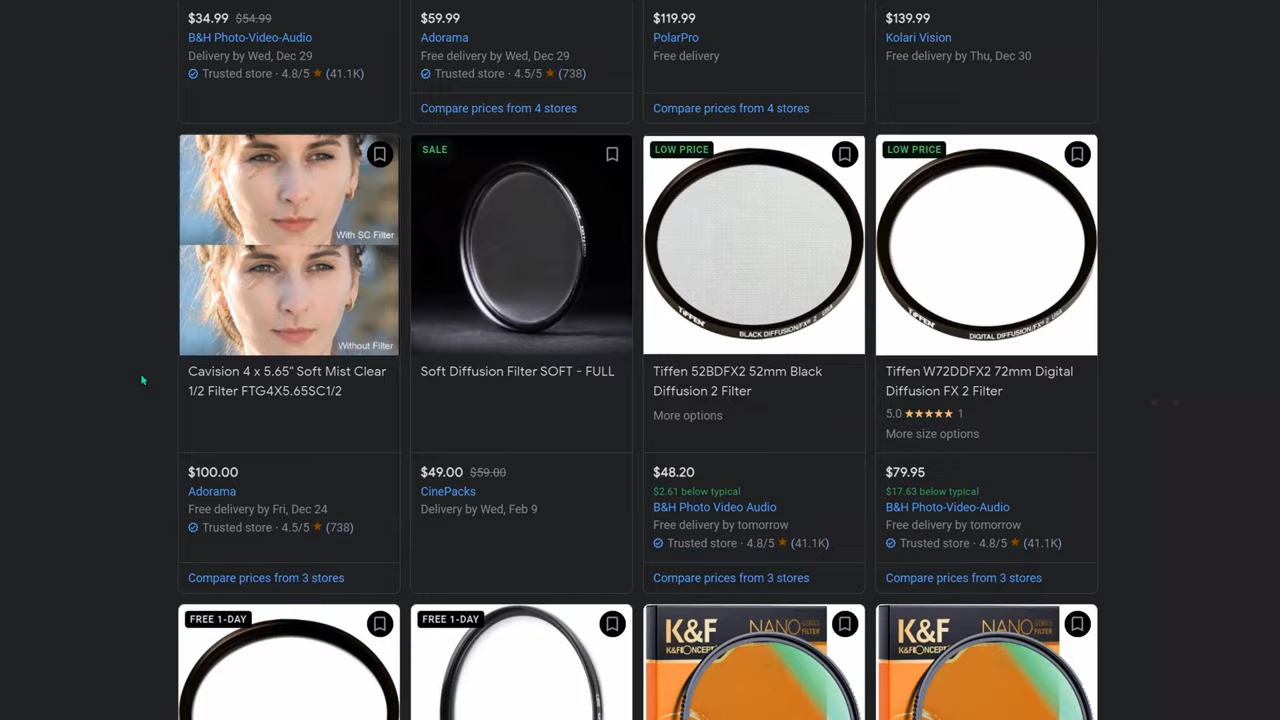 $34.99 $54.99
B&H Photo-Video-Audio
Delivery by Wed, Dec 29
Trusted store · 4.8/5 ★ (41.1K)
$59.99
Adorama
Free delivery by Wed, Dec 29
Trusted store · 4.5/5 ★ (738)
Compare prices from 4 stores
$119.99
PolarPro
Free delivery
Compare prices from 4 stores
$139.99
Kolari Vision
Free delivery by Thu, Dec 30
With SC Filter
Without Filter
Cavision 4 x 5.65" Soft Mist Clear
1/2 Filter FTG4X5.65SC1/2
$100.00
Adorama
Free delivery by Fri, Dec 24
Trusted store · 4.5/5 ★ (738)
Compare prices from 3 stores
SALE
Soft Diffusion Filter SOFT - FULL
$49.00 $59.00
CinePacks
Delivery by Wed, Feb 9
LOW PRICE
TIFFEN
BLACK DIFFUSION/FX® 2 USA
Tiffen 52BDFX2 52mm Black
Diffusion 2 Filter
More options
$48.20
$2.61 below typical
B&H Photo Video Audio
Free delivery by tomorrow
Trusted store · 4.8/5 ★ (41.1K)
Compare prices from 3 stores
LOW PRICE
TIFFEN
DIGITAL DIFFUSION/FX® 2 USA
Tiffen W72DDFX2 72mm Digital
Diffusion FX 2 Filter
5.0 ★★★★★ 1
More size options
$79.95
$17.63 below typical
B&H Photo-Video-Audio
Free delivery by tomorrow
Trusted store · 4.8/5 ★ (41.1K)
Compare prices from 3 stores
FREE 1-DAY
FREE 1-DAY
K&F
K&F CONCEPT
NANO SERIES
FILTER
K&F
K&F CONCEPT
NANO SERIES
FILTER